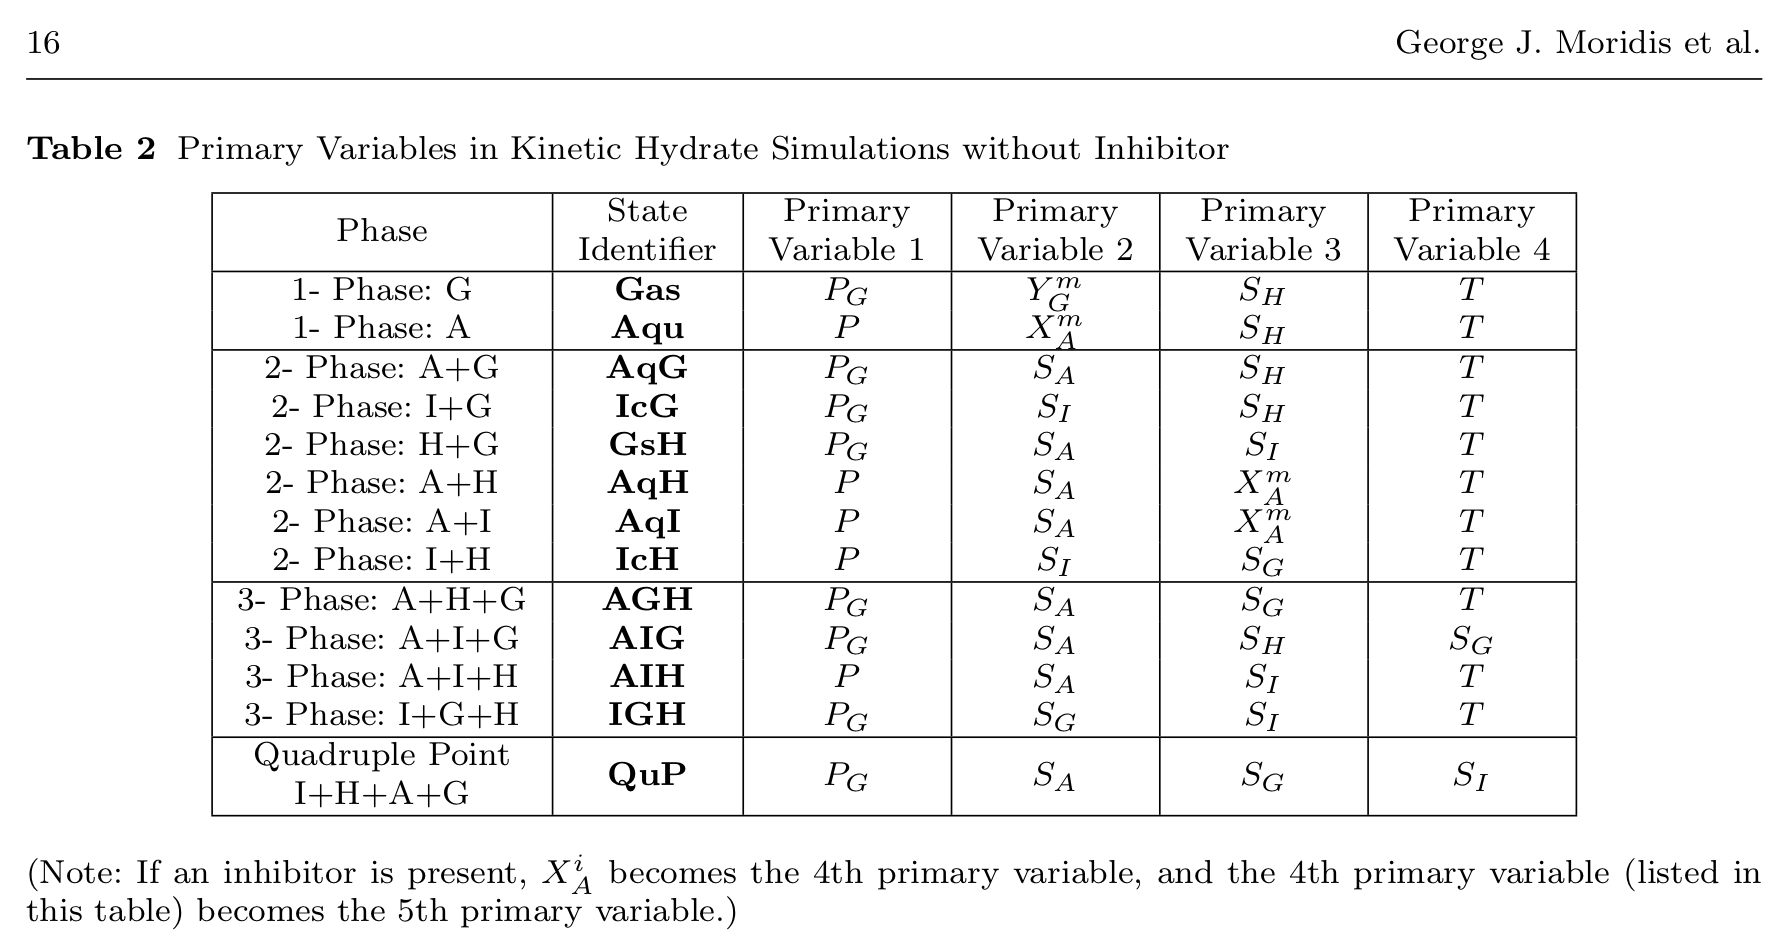 16 George J. Moridis et al.
Table 2 Primary Variables in Kinetic Hydrate Simulations without Inhibitor
Phase | State Identifier | Primary Variable 1 | Primary Variable 2 | Primary Variable 3 | Primary Variable 4
1- Phase: G | Gas | $P_G$ | $Y_G^m$ | $S_H$ | $T$
1- Phase: A | Aqu | $P$ | $X_A^m$ | $S_H$ | $T$
2- Phase: A+G | AqG | $P_G$ | $S_A$ | $S_H$ | $T$
2- Phase: I+G | IcG | $P_G$ | $S_I$ | $S_H$ | $T$
2- Phase: H+G | GsH | $P_G$ | $S_A$ | $S_I$ | $T$
2- Phase: A+H | AqH | $P$ | $S_A$ | $X_A^m$ | $T$
2- Phase: A+I | AqI | $P$ | $S_A$ | $X_A^m$ | $T$
2- Phase: I+H | IcH | $P$ | $S_I$ | $S_G$ | $T$
3- Phase: A+H+G | AGH | $P_G$ | $S_A$ | $S_G$ | $T$
3- Phase: A+I+G | AIG | $P_G$ | $S_A$ | $S_H$ | $S_G$
3- Phase: A+I+H | AIH | $P$ | $S_A$ | $S_I$ | $T$
3- Phase: I+G+H | IGH | $P_G$ | $S_G$ | $S_I$ | $T$
Quadruple Point I+H+A+G | QuP | $P_G$ | $S_A$ | $S_G$ | $S_I$
(Note: If an inhibitor is present, $X_A^i$ becomes the 4th primary variable, and the 4th primary variable (listed in
this table) becomes the 5th primary variable.)